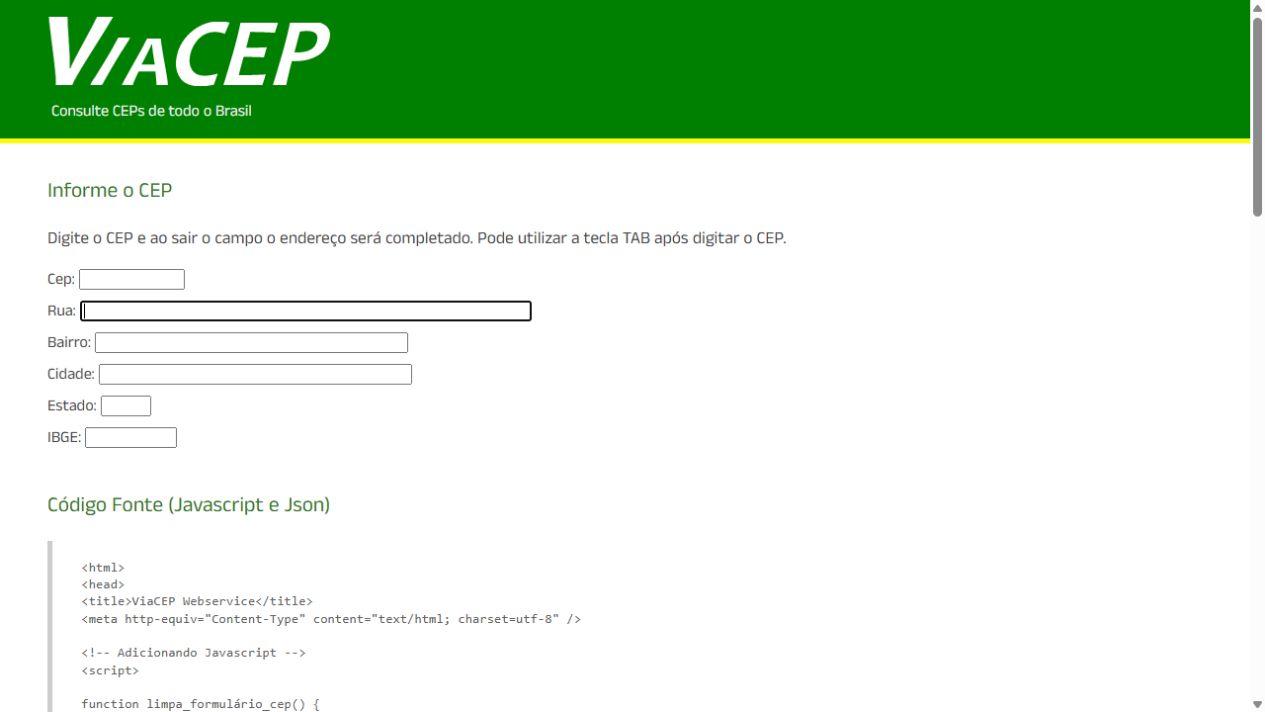 ViaCEP
Consulte CEPs de todo o Brasil
Informe o CEP
Digite o CEP e ao sair o campo o endereço será completado. Pode utilizar a tecla TAB após digitar o CEP.
Cep:
Rua:
Bairro:
Cidade:
Estado:
IBGE:
Código Fonte (Javascript e Json)
<html>
<head>
<title>ViaCEP Webservice</title>
<meta http-equiv="Content-Type" content="text/html; charset=utf-8" />
<!-- Adicionando Javascript -->
<script>
function limpa_formulário_cep() {